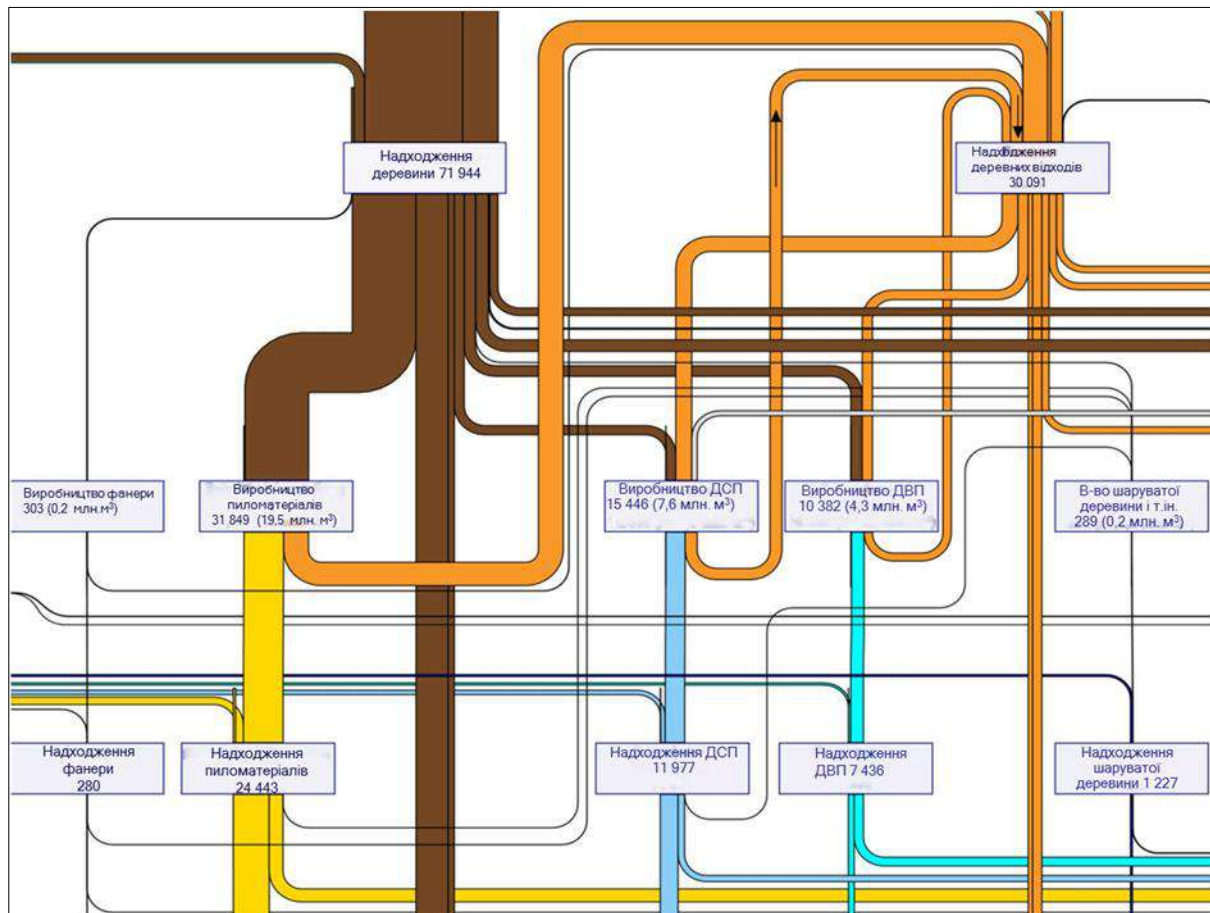 Надходження
деревини 71 944
Надходження
деревних відходів
30 091
Виробництво фанери
303 (0,2 млн.м³)
Виробництво
пиломатеріалів
31 849 (19,5 млн. м³)
Виробництво ДСП
15 446 (7,6 млн. м³)
Виробництво ДВП
10 382 (4,3 млн. м³)
В-во шаруватої
деревини і т.ін.
289 (0,2 млн. м³)
Надходження
фанери
280
Надходження
пиломатеріалів
24 443
Надходження ДСП
11 977
Надходження
ДВП 7 436
Надходження
шаруватої
деревини 1 227